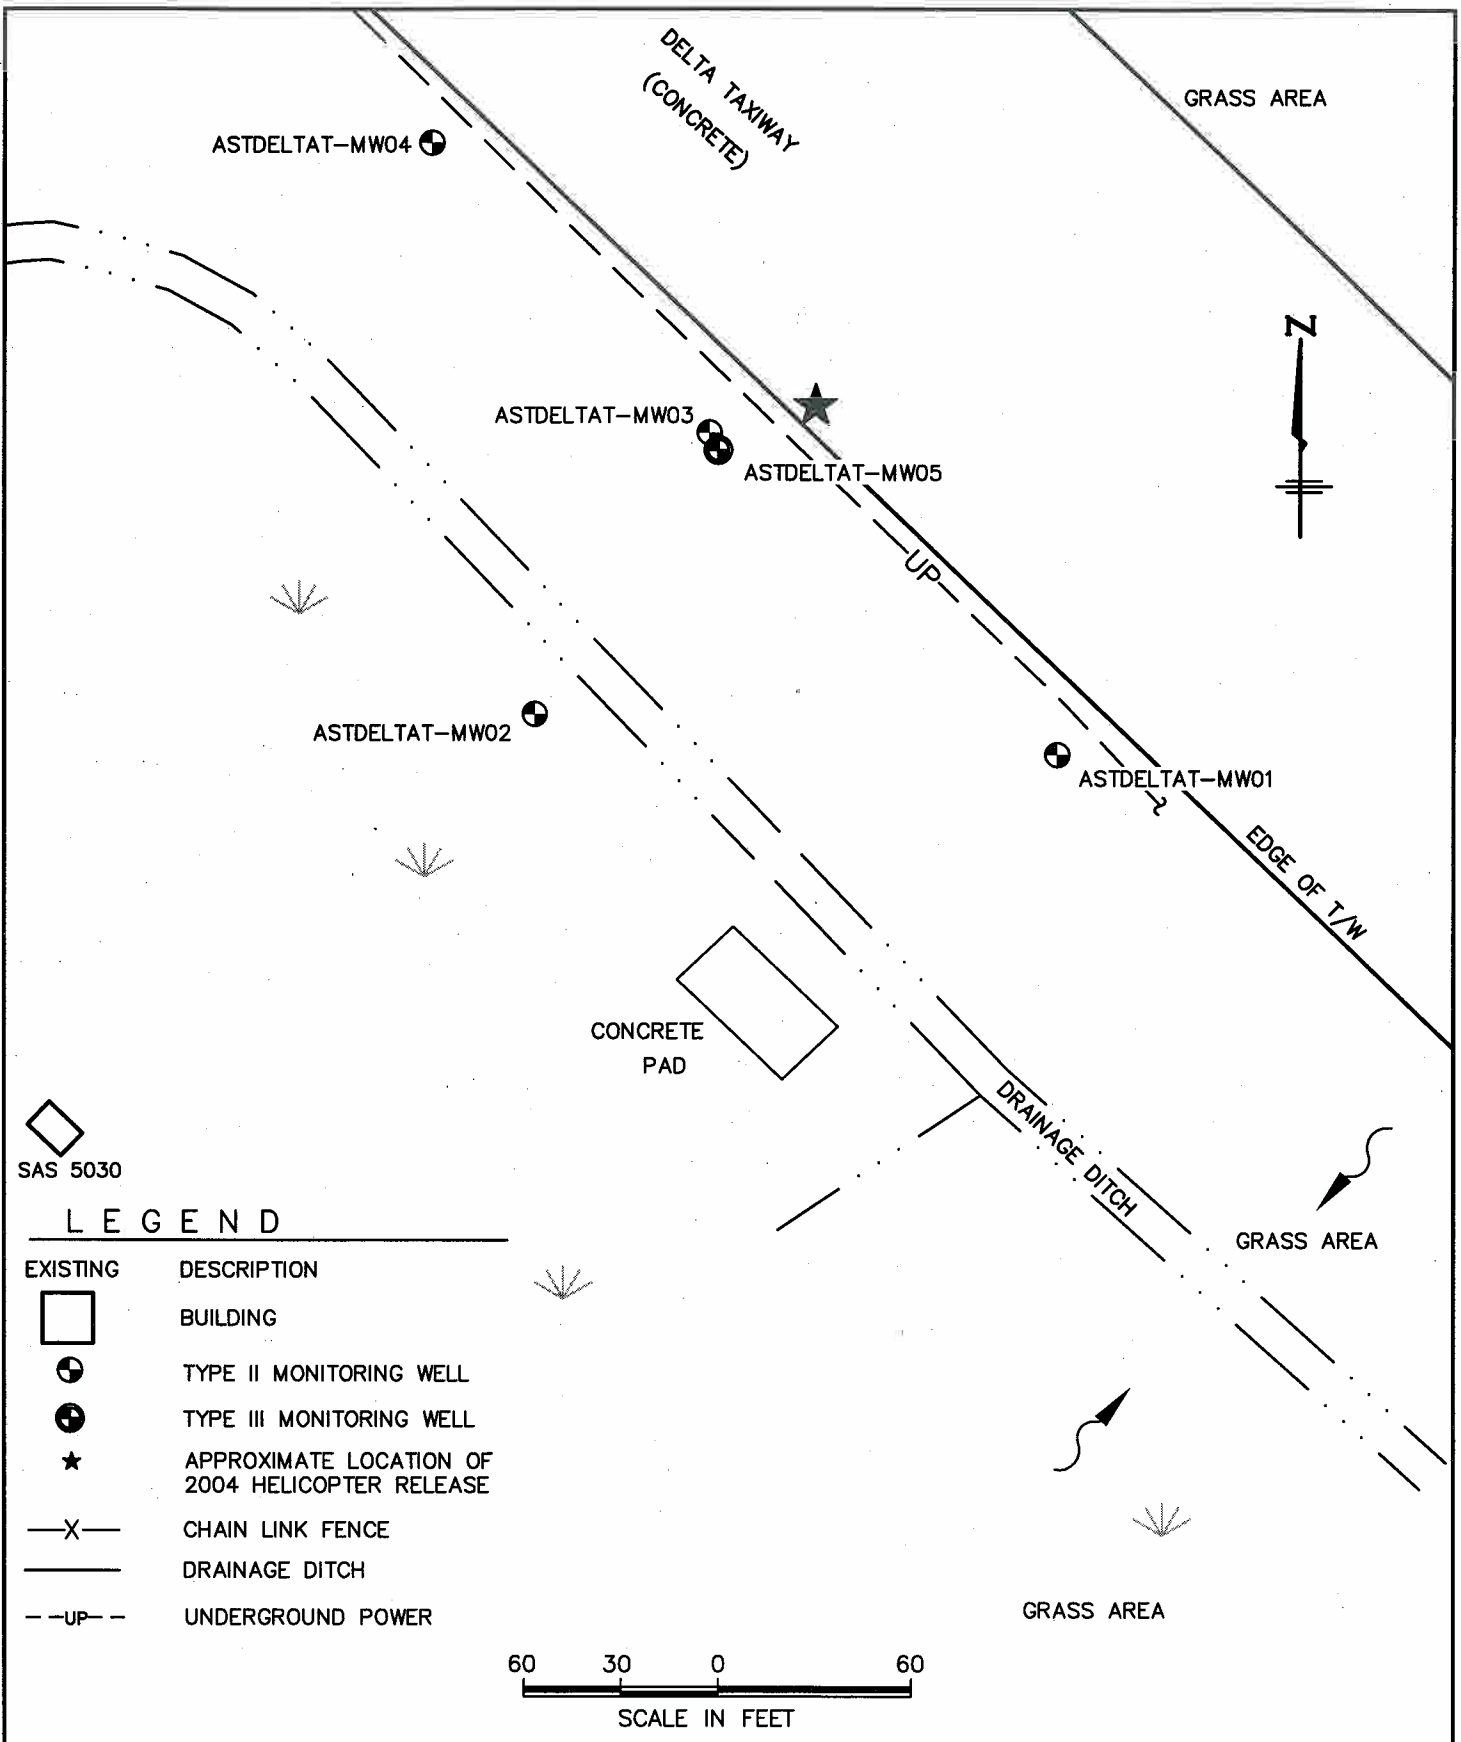 DELTA TAXIWAY
(CONCRETE)
GRASS AREA
ASTDELTAT-MW04
N
ASTDELTAT-MW03
ASTDELTAT-MW05
UP
ASTDELTAT-MW02
ASTDELTAT-MW01
EDGE OF T/W
CONCRETE
PAD
DRAINAGE DITCH
SAS 5030
GRASS AREA
LEGEND
EXISTING DESCRIPTION
BUILDING
TYPE II MONITORING WELL
TYPE III MONITORING WELL
APPROXIMATE LOCATION OF
2004 HELICOPTER RELEASE
X CHAIN LINK FENCE
DRAINAGE DITCH
UP UNDERGROUND POWER
GRASS AREA
60 30 0 60
SCALE IN FEET